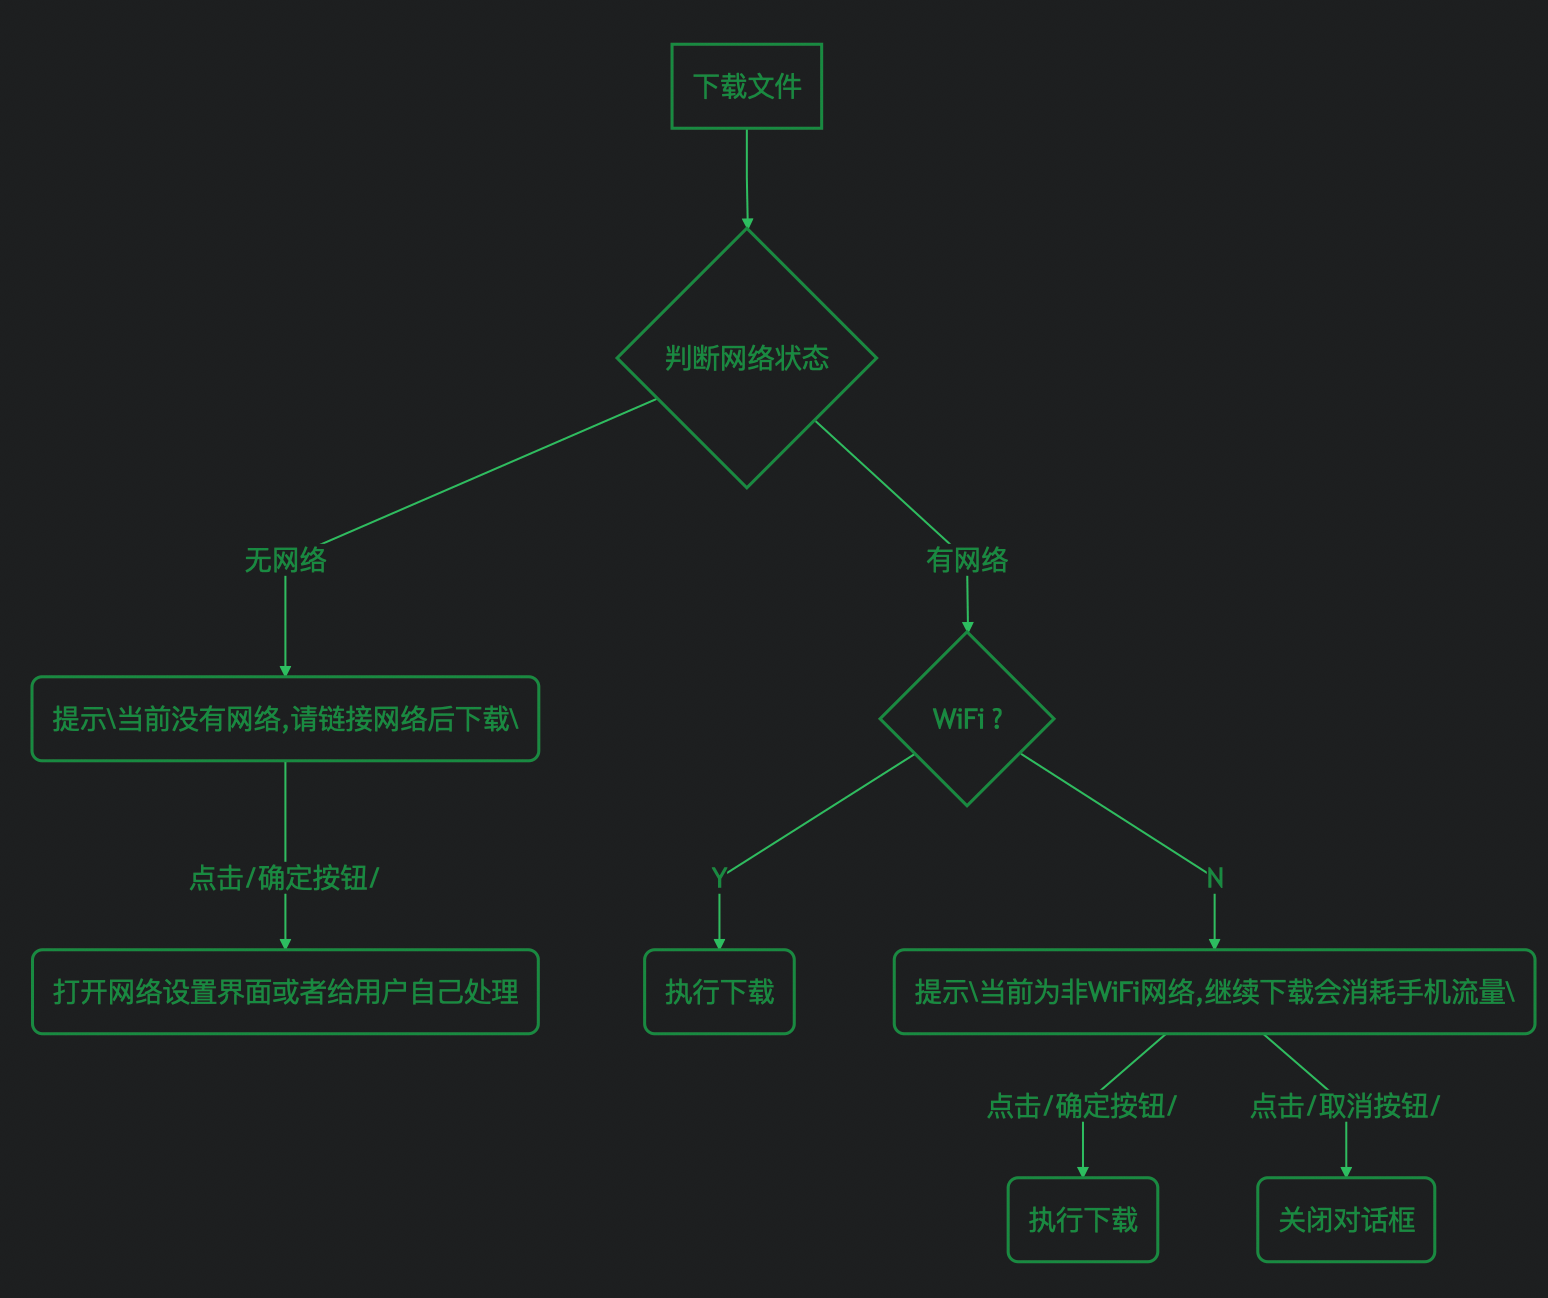 下载文件
判断网络状态
无网络
有网络
提示\当前没有网络,请链接网络后下载\
WiFi ?
点击/确定按钮/
Y
N
打开网络设置界面或者给用户自己处理
执行下载
提示\当前为非WiFi网络,继续下载会消耗手机流量\
点击/确定按钮/
点击/取消按钮/
执行下载
关闭对话框